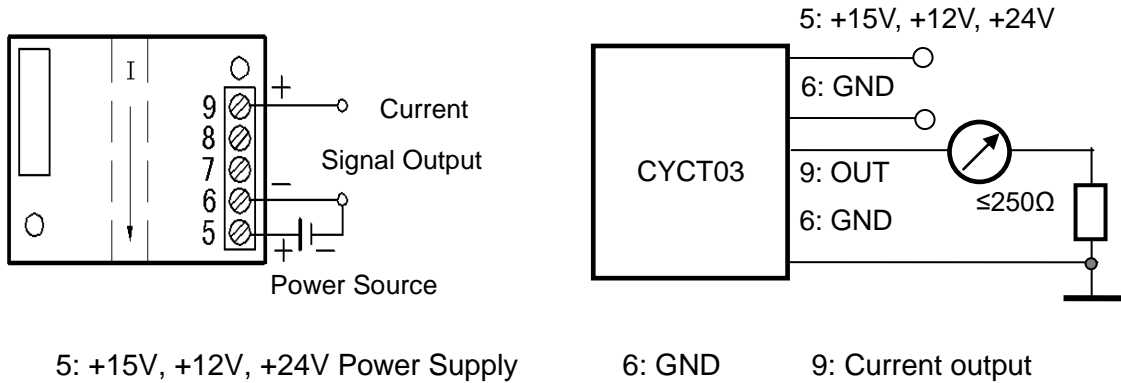 I
9
+
Current
8
Signal Output
7
−
6
5
+
−
Power Source
5: +15V, +12V, +24V
6: GND
CYCT03
9: OUT
≤250Ω
6: GND
5: +15V, +12V, +24V Power Supply 6: GND 9: Current output